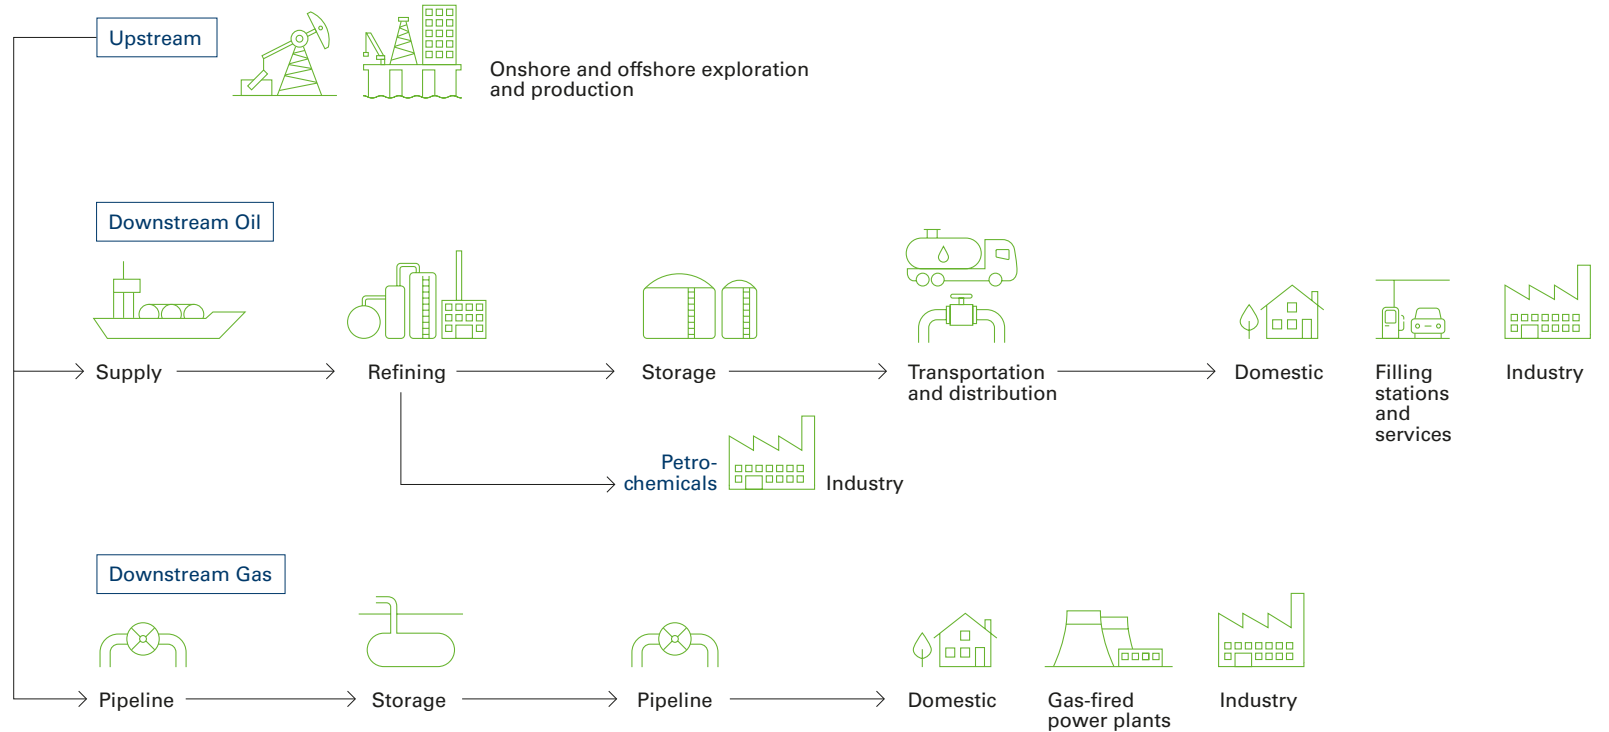 Upstream
Onshore and offshore exploration
and production
Downstream Oil
Supply
Refining
Storage
Transportation
and distribution
Domestic
Filling
stations
and
services
Industry
Petro-
chemicals
Industry
Downstream Gas
Pipeline
Storage
Pipeline
Domestic
Gas-fired
power plants
Industry